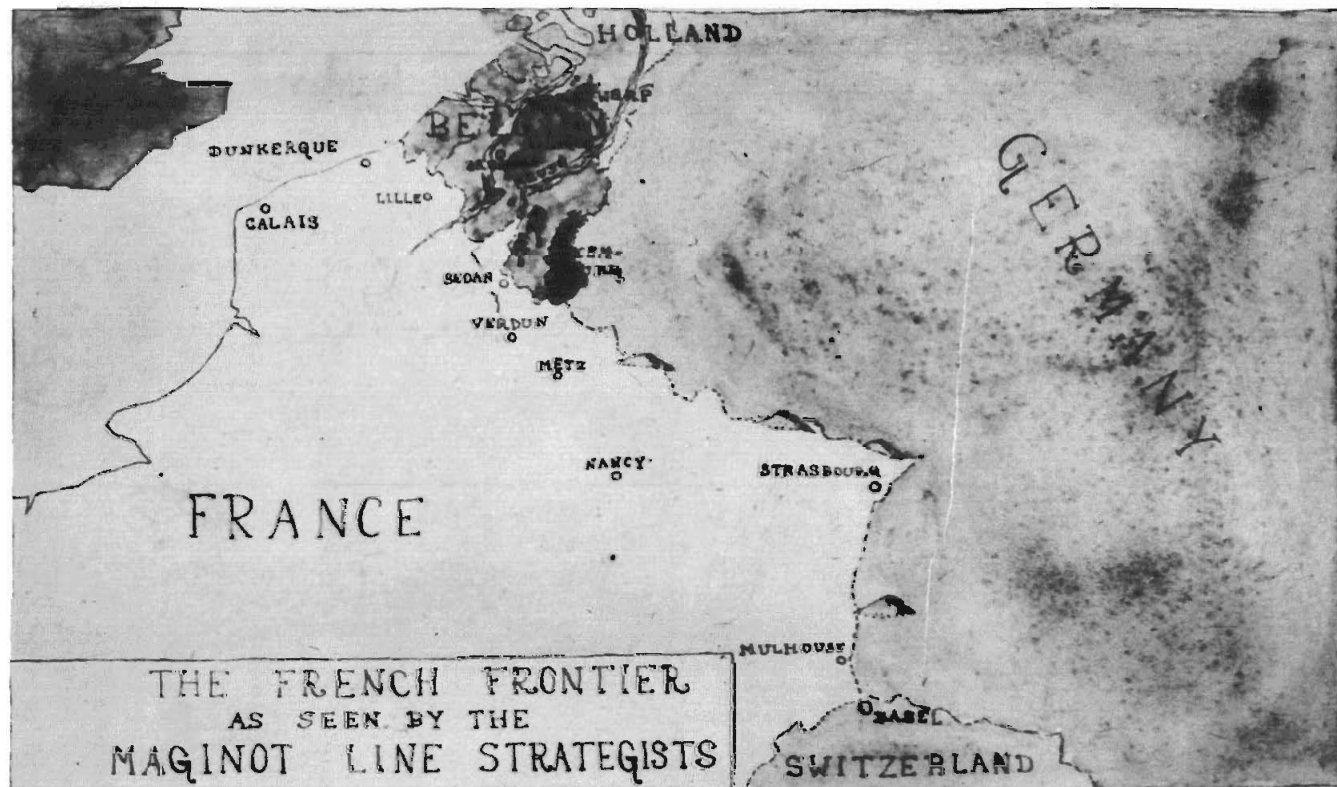 HOLLAND
DUNKERQUE
LILLE
CALAIS
SEDAN
VERDUN
METZ
NANCY
STRASBOURG
GERMANY
FRANCE
MULHOUSE
BASEL
SWITZERLAND
THE FRENCH FRONTIER
AS SEEN BY THE
MAGINOT LINE STRATEGISTS